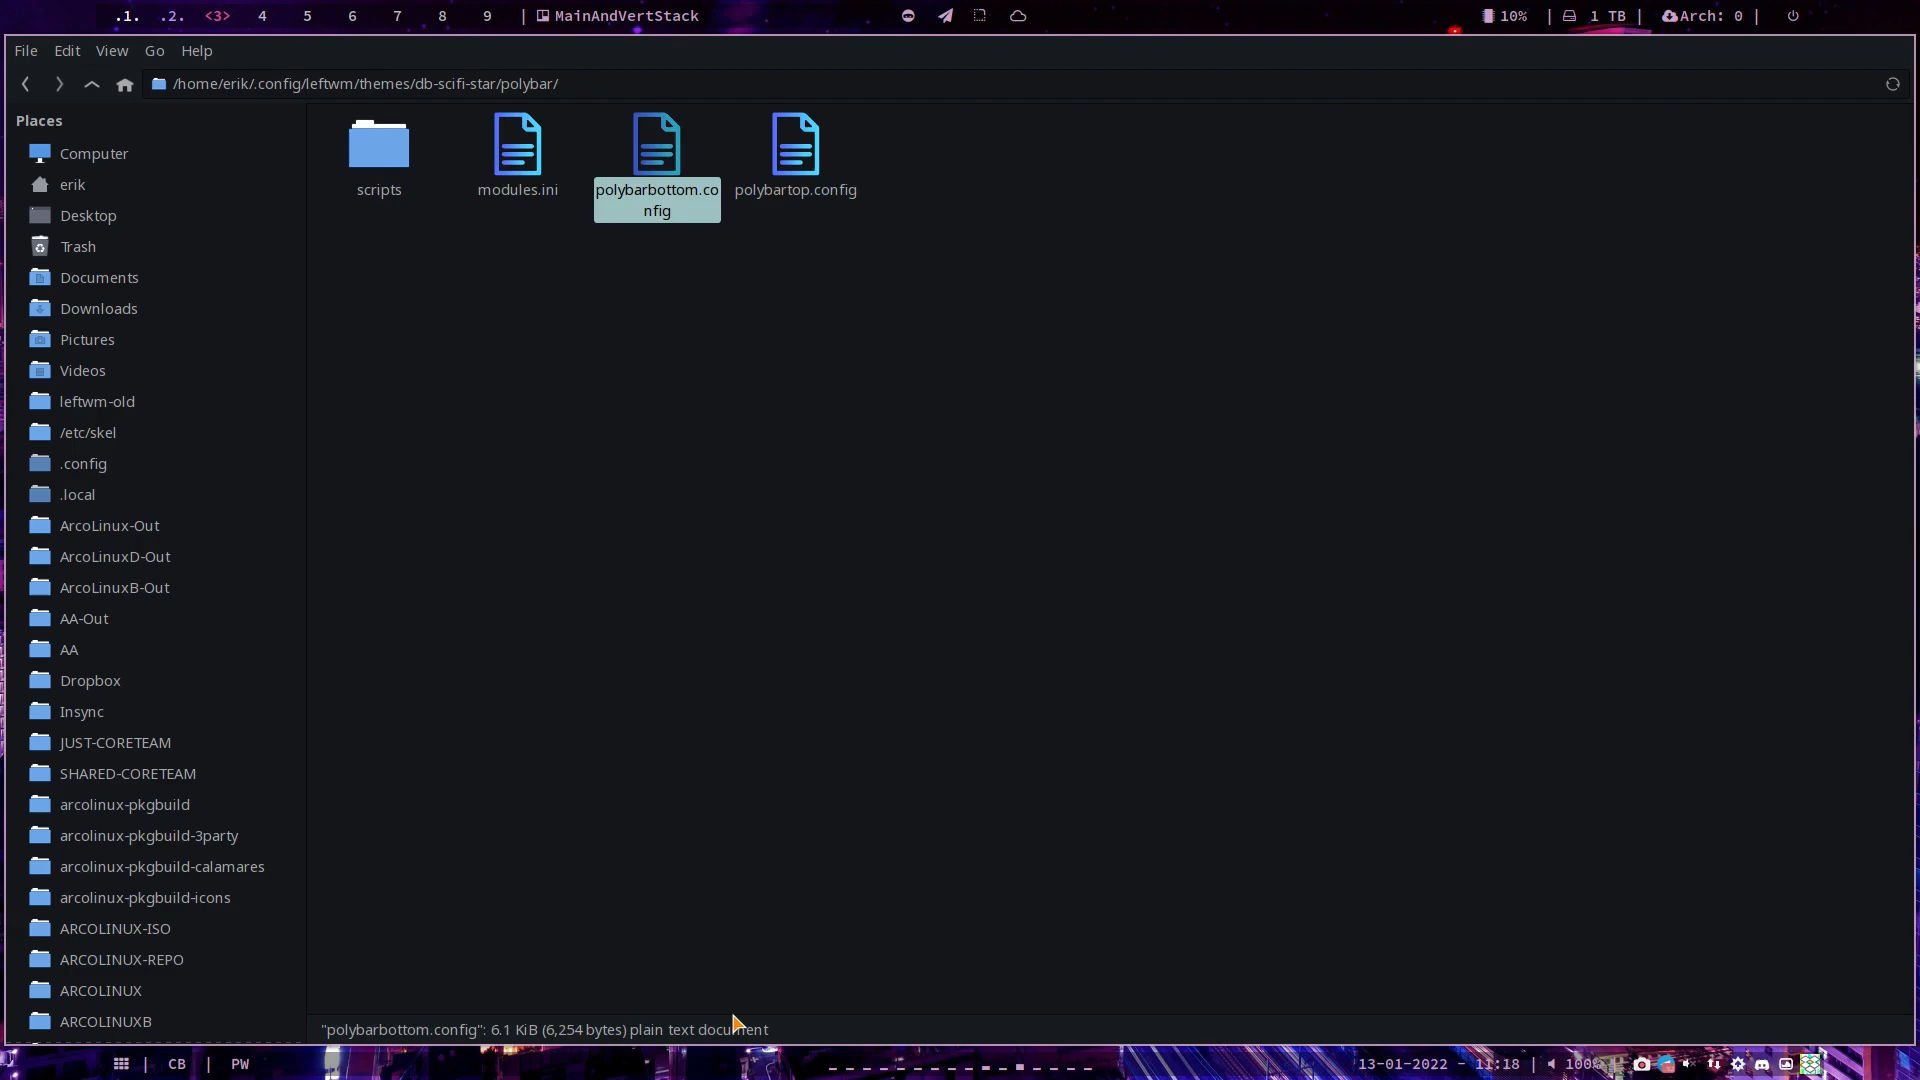 .1. .2. <3> 4 5 6 7 8 9 | MainAndVertStack 10% | 1 TB | Arch: 0 |
File Edit View Go Help
/home/erik/.config/leftwm/themes/db-scifi-star/polybar/
Places
Computer
erik
Desktop
Trash
Documents
Downloads
Pictures
Videos
leftwm-old
/etc/skel
.config
.local
ArcoLinux-Out
ArcoLinuxD-Out
ArcoLinuxB-Out
AA-Out
AA
Dropbox
Insync
JUST-CORETEAM
SHARED-CORETEAM
arcolinux-pkgbuild
arcolinux-pkgbuild-3party
arcolinux-pkgbuild-calamares
arcolinux-pkgbuild-icons
ARCOLINUX-ISO
ARCOLINUX-REPO
ARCOLINUX
ARCOLINUXB
scripts
modules.ini
polybarbottom.co
nfig
polybartop.config
"polybarbottom.config": 6.1 KiB (6,254 bytes) plain text document
| CB | PW 13-01-2022 - 11:18 | 100%